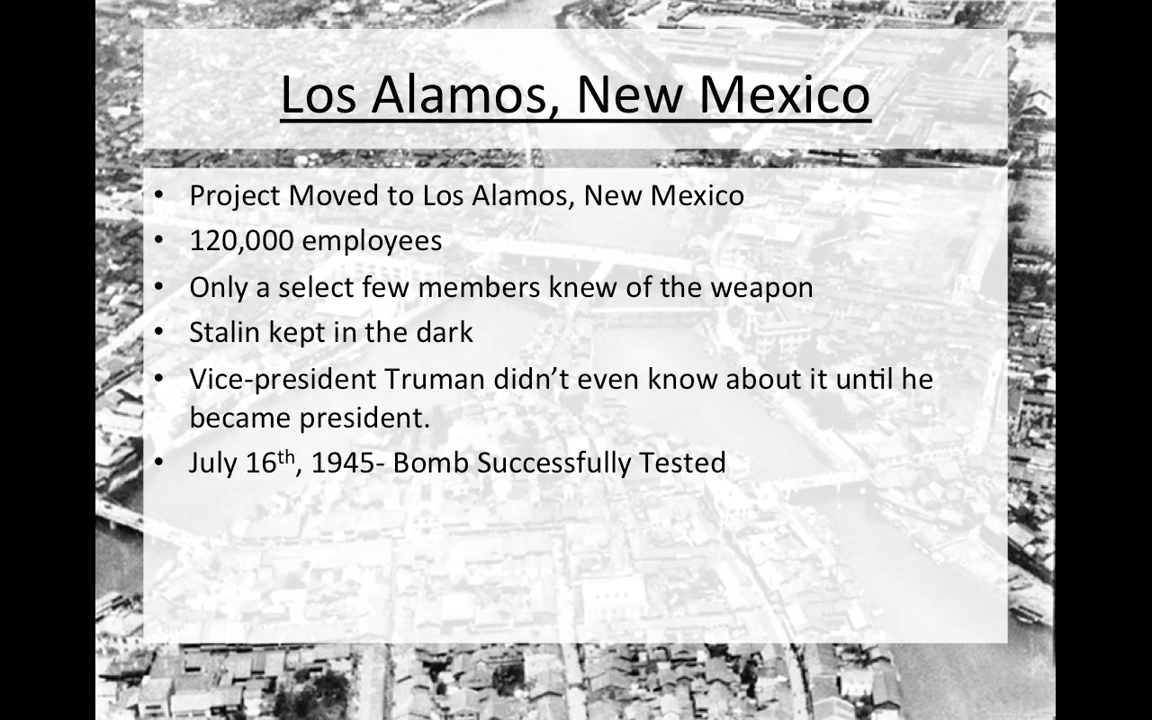 Los Alamos, New Mexico
• Project Moved to Los Alamos, New Mexico
• 120,000 employees
• Only a select few members knew of the weapon
• Stalin kept in the dark
• Vice-president Truman didn’t even know about it until he
became president.
• July 16th, 1945- Bomb Successfully Tested